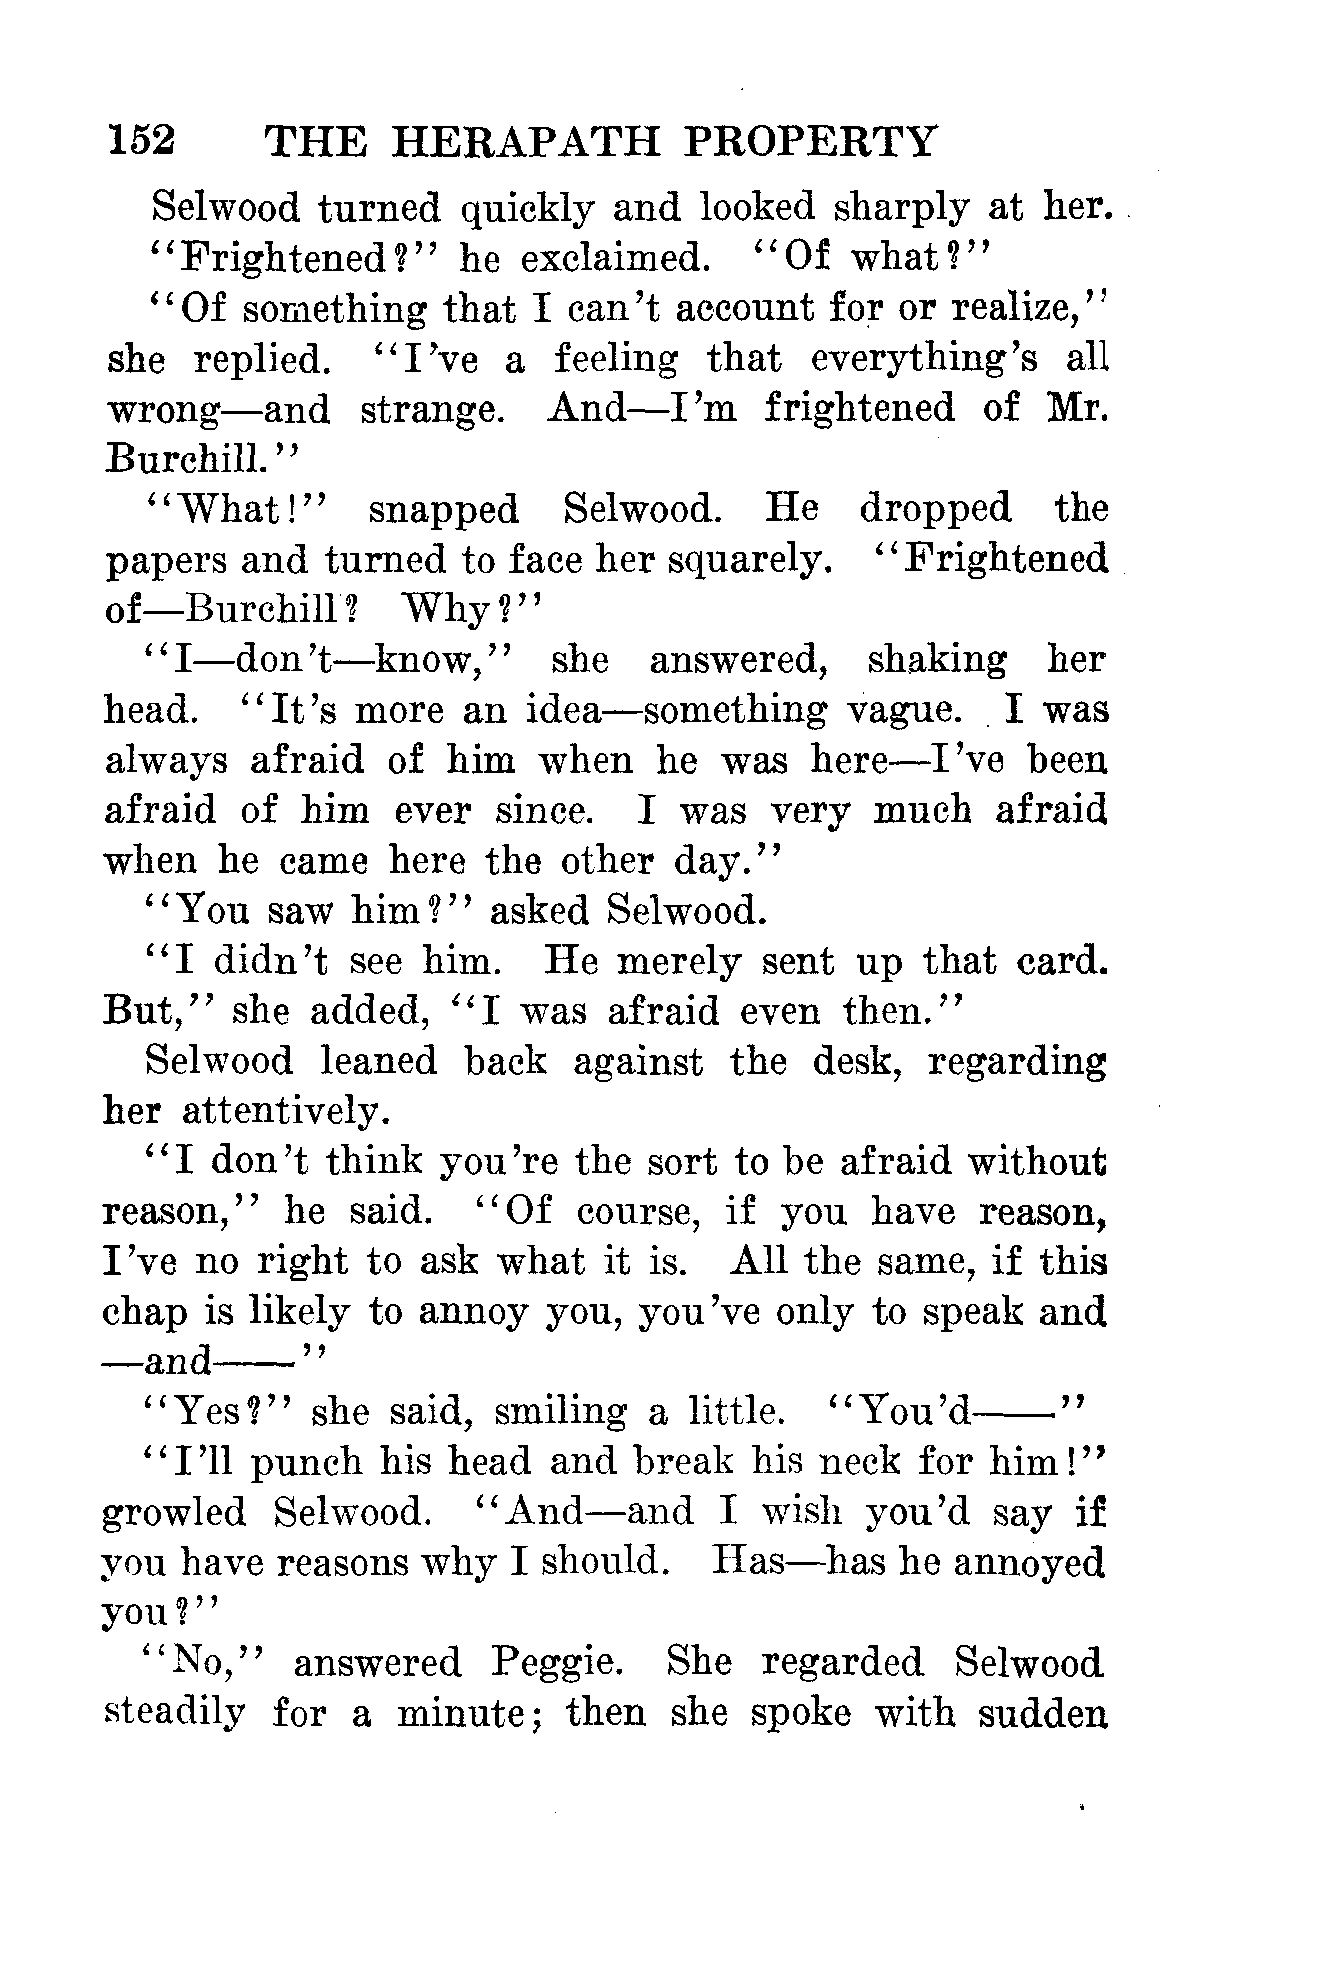 152 THE HERAPATH PROPERTY
Selwood turned quickly and looked sharply at her.
"Frightened?" he exclaimed. "Of what?"
"Of something that I can't account for or realize,"
she replied. "I've a feeling that everything's all
wrong—and strange. And—I'm frightened of Mr.
Burchill."
"What!" snapped Selwood. He dropped the
papers and turned to face her squarely. "Frightened
of—Burchill? Why?"
"I—don't—know," she answered, shaking her
head. "It's more an idea—something vague. I was
always afraid of him when he was here—I've been
afraid of him ever since. I was very much afraid
when he came here the other day."
"You saw him?" asked Selwood.
"I didn't see him. He merely sent up that card.
But," she added, "I was afraid even then."
Selwood leaned back against the desk, regarding
her attentively.
"I don't think you're the sort to be afraid without
reason," he said. "Of course, if you have reason,
I've no right to ask what it is. All the same, if this
chap is likely to annoy you, you've only to speak and
—and——"
"Yes?" she said, smiling a little. "You'd——"
"I'll punch his head and break his neck for him!"
growled Selwood. "And—and I wish you'd say if
you have reasons why I should. Has—has he annoyed
you?"
"No," answered Peggie. She regarded Selwood
steadily for a minute; then she spoke with sudden